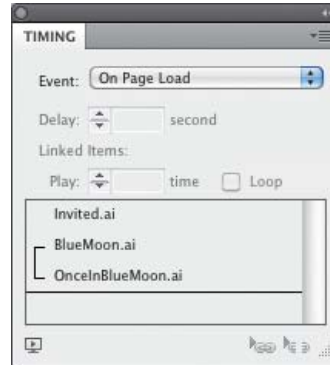 TIMING
Event: On Page Load
Delay: second
Linked Items:
Play: time Loop
Invited.ai
BlueMoon.ai
OnceInBlueMoon.ai